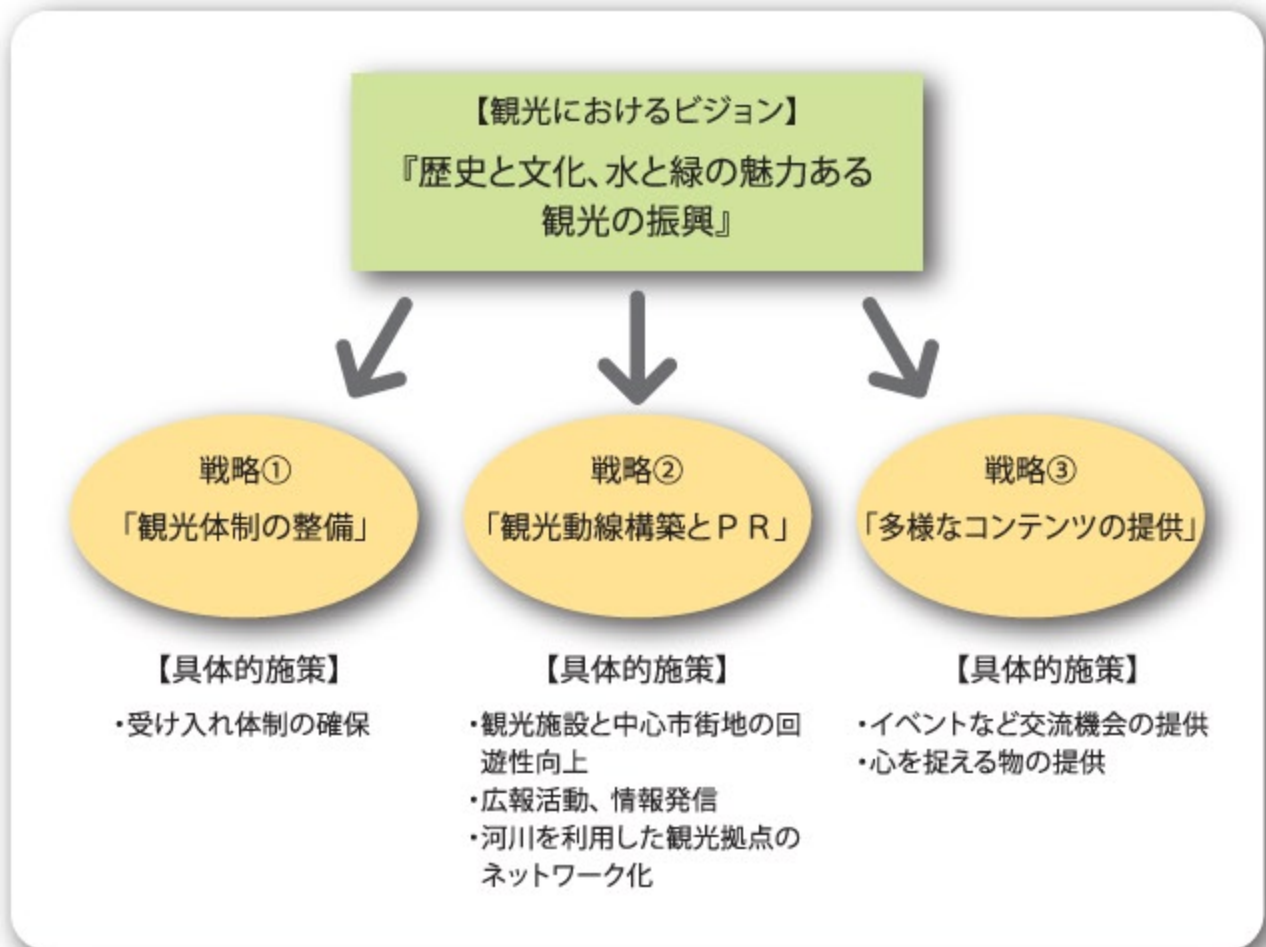 【観光におけるビジョン】
『歴史と文化、水と緑の魅力ある
観光の振興』
戦略①
「観光体制の整備」
【具体的施策】
・受け入れ体制の確保
戦略②
「観光動線構築とＰＲ」
【具体的施策】
・観光施設と中心市街地の回
遊性向上
・広報活動、情報発信
・河川を利用した観光拠点の
ネットワーク化
戦略③
「多様なコンテンツの提供」
【具体的施策】
・イベントなど交流機会の提供
・心を捉える物の提供